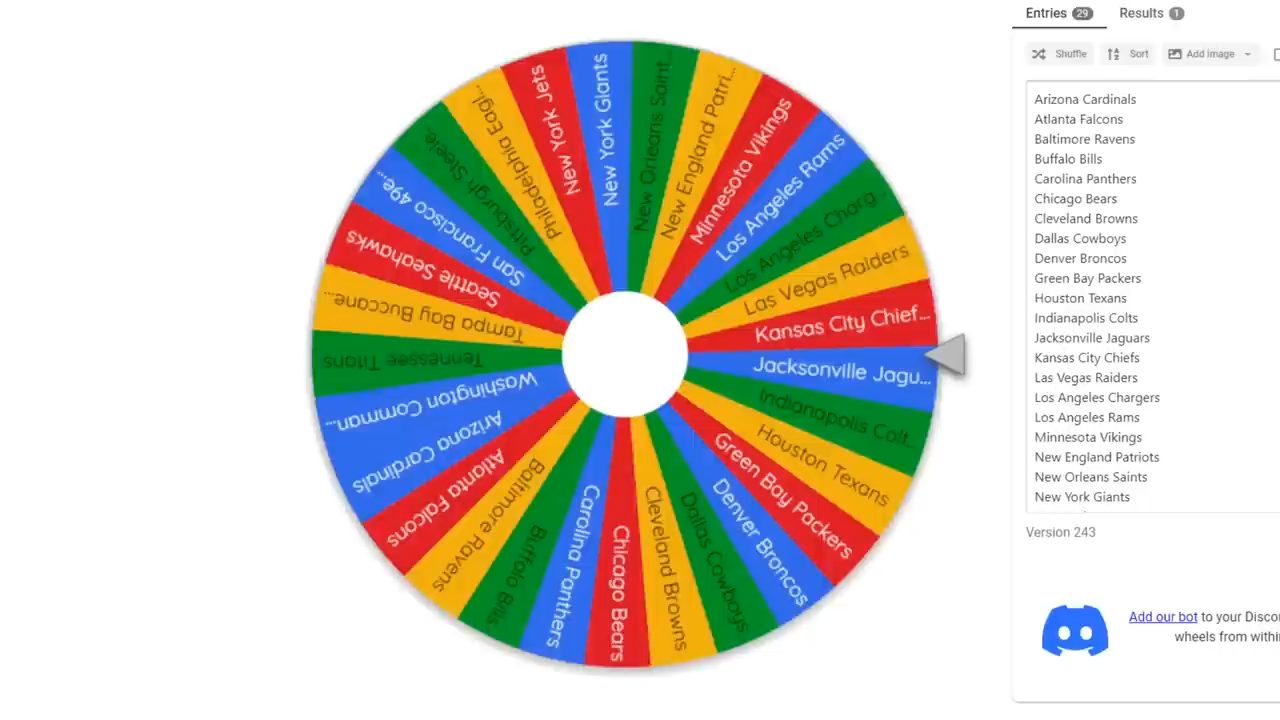 Entries 29 Results 1
Shuffle Sort Add image
Arizona Cardinals
Atlanta Falcons
Baltimore Ravens
Buffalo Bills
Carolina Panthers
Chicago Bears
Cleveland Browns
Dallas Cowboys
Denver Broncos
Green Bay Packers
Houston Texans
Indianapolis Colts
Jacksonville Jaguars
Kansas City Chiefs
Las Vegas Raiders
Los Angeles Chargers
Los Angeles Rams
Minnesota Vikings
New England Patriots
New Orleans Saints
New York Giants
Version 243
Add our bot to your Disco
wheels from within
New York Jets
New York Giants
New Orleans Saint...
New England Patri...
Minnesota Vikings
Los Angeles Rams
Los Angeles Charg...
Las Vegas Raiders
Kansas City Chief...
Jacksonville Jagu...
Indianapolis Colt...
Houston Texans
Green Bay Packers
Denver Broncos
Dallas Cowboys
Cleveland Browns
Chicago Bears
Carolina Panthers
Buffalo Bills
Baltimore Ravens
Atlanta Falcons
Arizona Cardinals
Washington Comman...
Tennessee Titans
Tampa Bay Buccane...
Seattle Seahawks
San Francisco 49e...
Pittsburgh Steele...
Philadelphia Eagl...